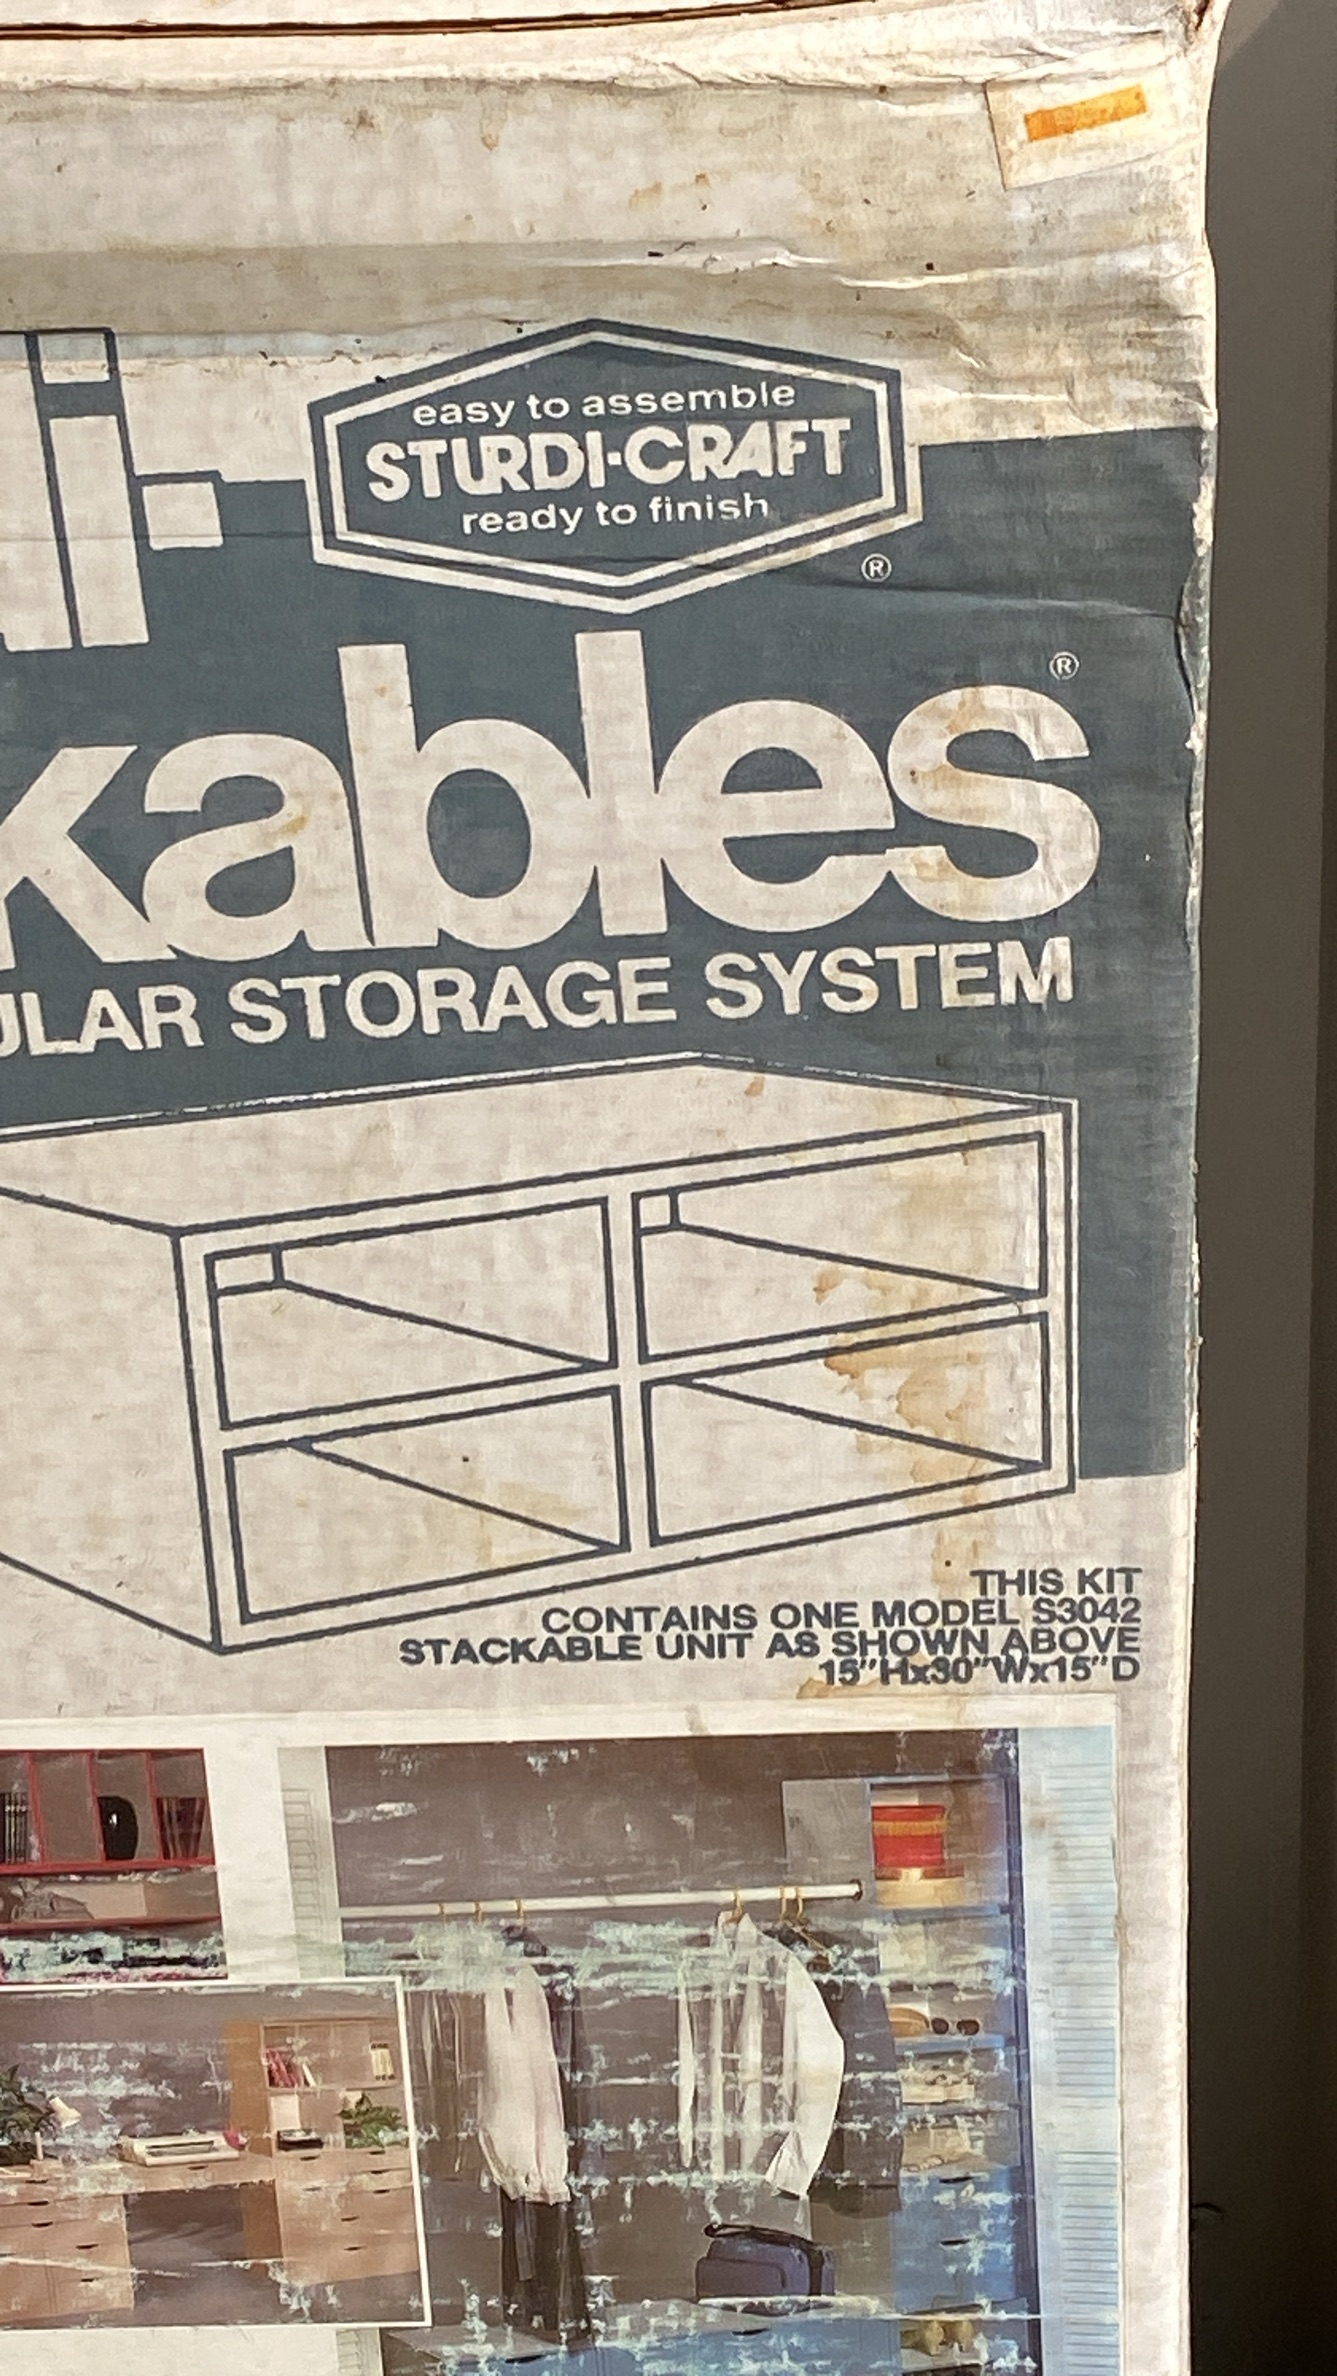 easy to assemble
STURDI-CRAFT
ready to finish
®
i-
kables®
ULAR STORAGE SYSTEM
THIS KIT
CONTAINS ONE MODEL S3042
STACKABLE UNIT AS SHOWN ABOVE
15"Hx30"Wx15"D